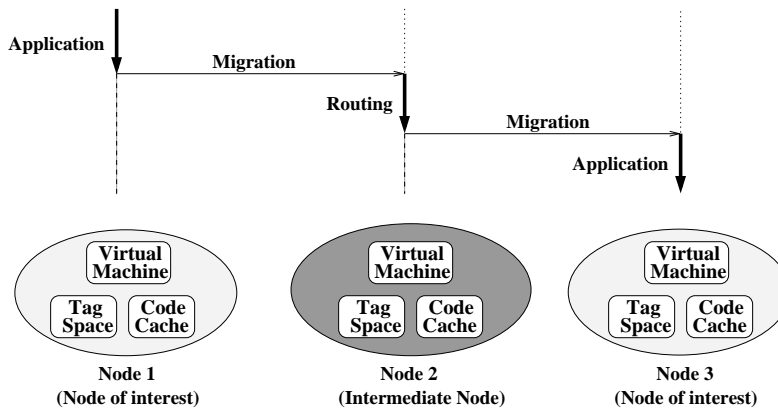 Application
Migration
Routing
Migration
Application
Virtual
Machine
Tag
Space
Code
Cache
Virtual
Machine
Tag
Space
Code
Cache
Virtual
Machine
Tag
Space
Code
Cache
Node 1
(Node of interest)
Node 2
(Intermediate Node)
Node 3
(Node of interest)